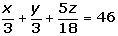 x/3 + y/3 + 5z/18 = 46